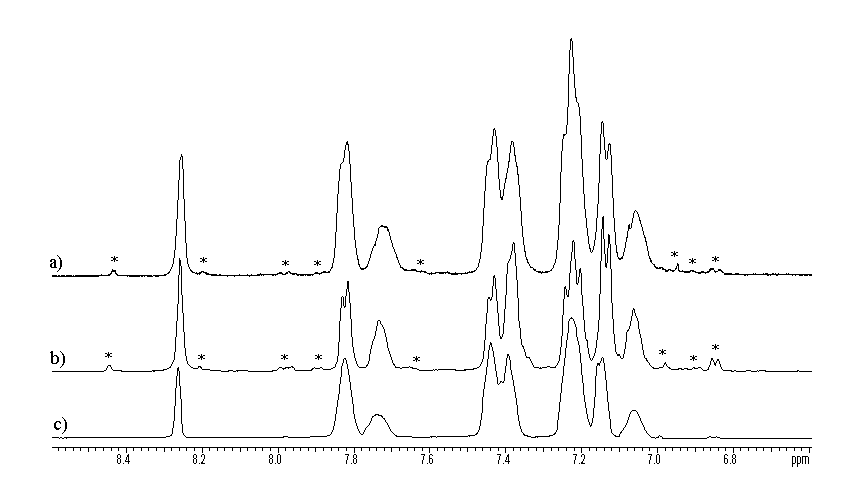 * * * * * * * *
a)
* * * * * * * *
b)
c)
8.4 8.2 8.0 7.8 7.6 7.4 7.2 7.0 6.8 ppm